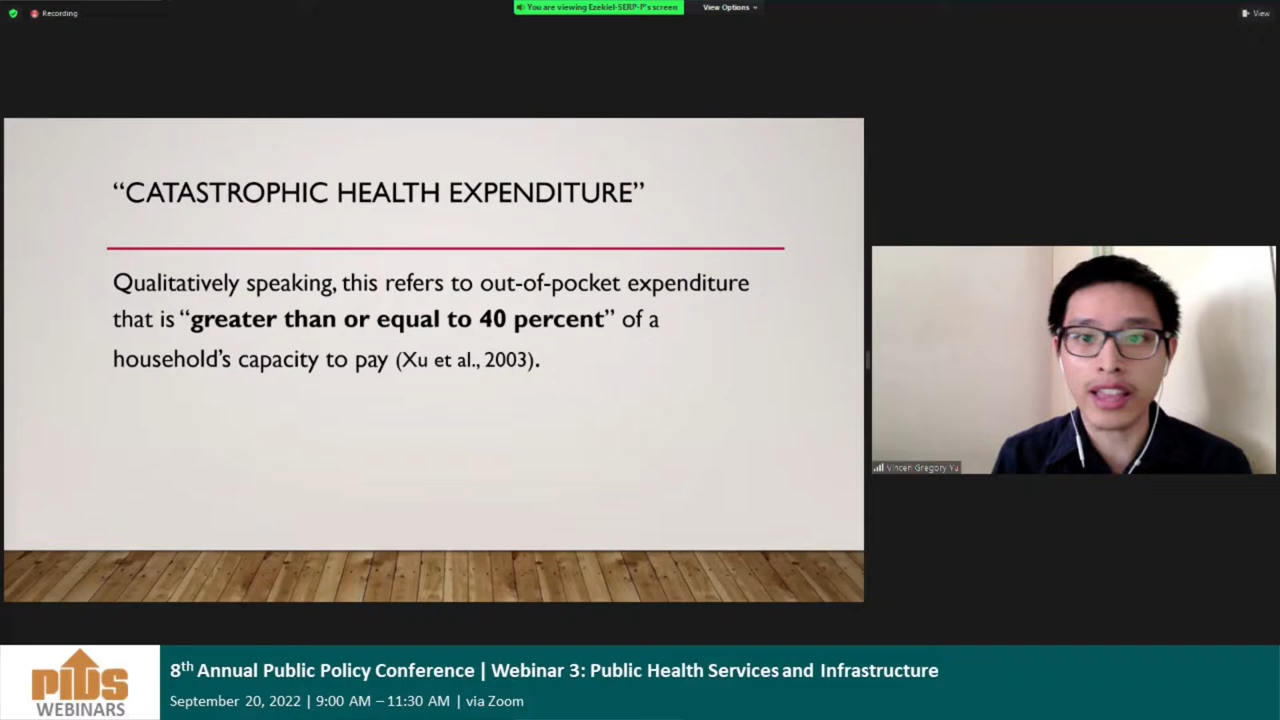 Recording
You are viewing Ezekiel-SERP-P's screen
View Options
View
“CATASTROPHIC HEALTH EXPENDITURE”
Qualitatively speaking, this refers to out-of-pocket expenditure
that is “greater than or equal to 40 percent” of a
household’s capacity to pay (Xu et al., 2003).
Vincen Gregory Yu
PIDS
WEBINARS
8th Annual Public Policy Conference | Webinar 3: Public Health Services and Infrastructure
September 20, 2022 | 9:00 AM – 11:30 AM | via Zoom